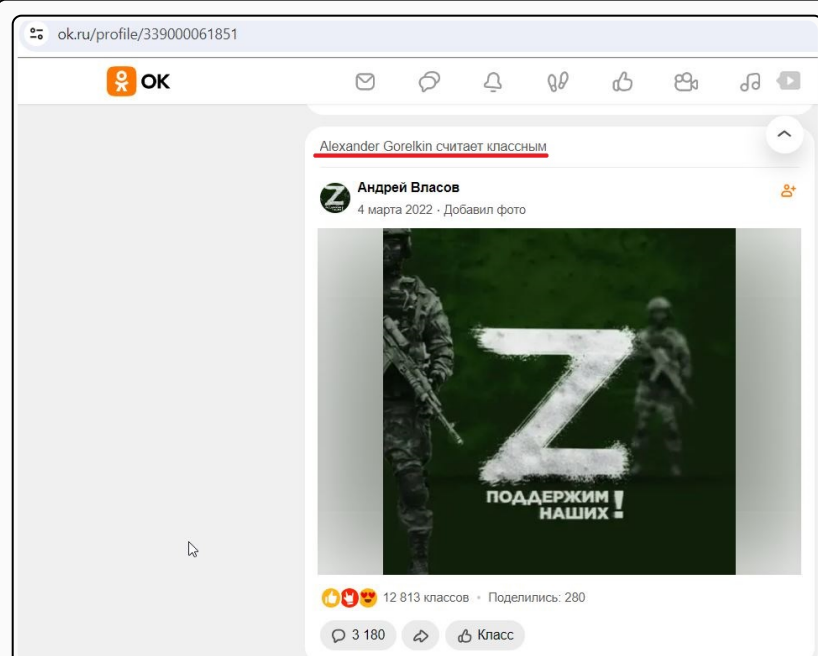 ok.ru/profile/339000061851
OK
Alexander Gorelkin считает классным
Андрей Власов
4 марта 2022 · Добавил фото
Z
ПОДДЕРЖИМ
НАШИХ!
12 813 классов · Поделились: 280
3 180
Класс